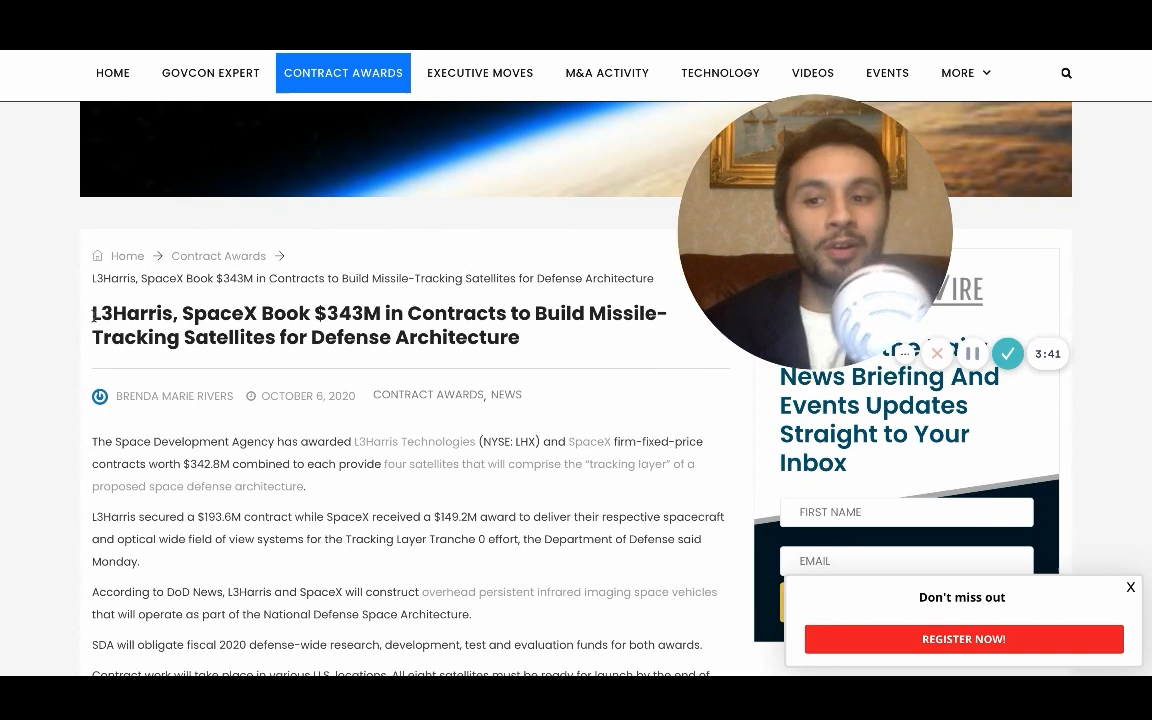 HOME GOVCON EXPERT CONTRACT AWARDS EXECUTIVE MOVES M&A ACTIVITY TECHNOLOGY VIDEOS EVENTS MORE
Home → Contract Awards →
L3Harris, SpaceX Book $343M in Contracts to Build Missile-Tracking Satellites for Defense Architecture
L3Harris, SpaceX Book $343M in Contracts to Build Missile-
Tracking Satellites for Defense Architecture
BRENDA MARIE RIVERS OCTOBER 6, 2020 CONTRACT AWARDS, NEWS
The Space Development Agency has awarded L3Harris Technologies (NYSE: LHX) and SpaceX firm-fixed-price
contracts worth $342.8M combined to each provide four satellites that will comprise the “tracking layer” of a
proposed space defense architecture.
L3Harris secured a $193.6M contract while SpaceX received a $149.2M award to deliver their respective spacecraft
and optical wide field of view systems for the Tracking Layer Tranche 0 effort, the Department of Defense said
Monday.
According to DoD News, L3Harris and SpaceX will construct overhead persistent infrared imaging space vehicles
that will operate as part of the National Defense Space Architecture.
SDA will obligate fiscal 2020 defense-wide research, development, test and evaluation funds for both awards.
Contract work will take place in various U.S. locations. All eight satellites must be ready for launch by the end of
3:41
News Briefing And
Events Updates
Straight to Your
Inbox
FIRST NAME
EMAIL
Don't miss out
X
REGISTER NOW!